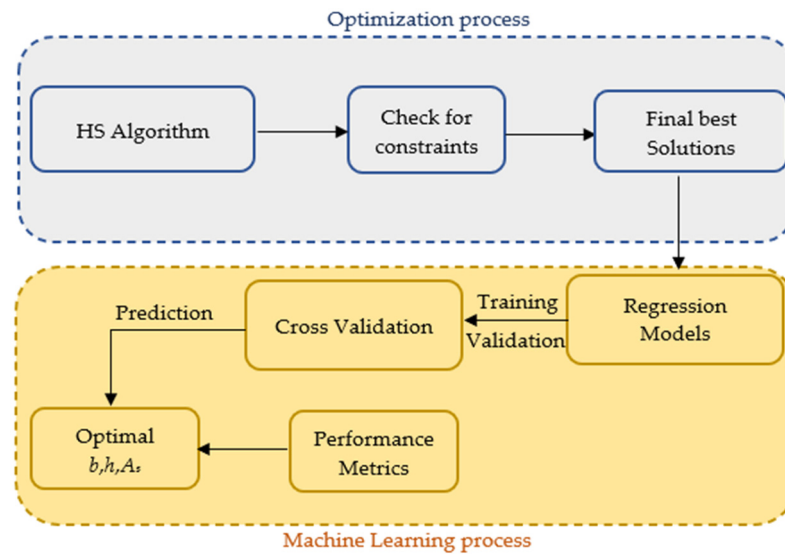 Optimization process
HS Algorithm
Check for
constraints
Final best
Solutions
Prediction
Cross Validation
Training
Validation
Regression
Models
Optimal
b,h,Aₛ
Performance
Metrics
Machine Learning process